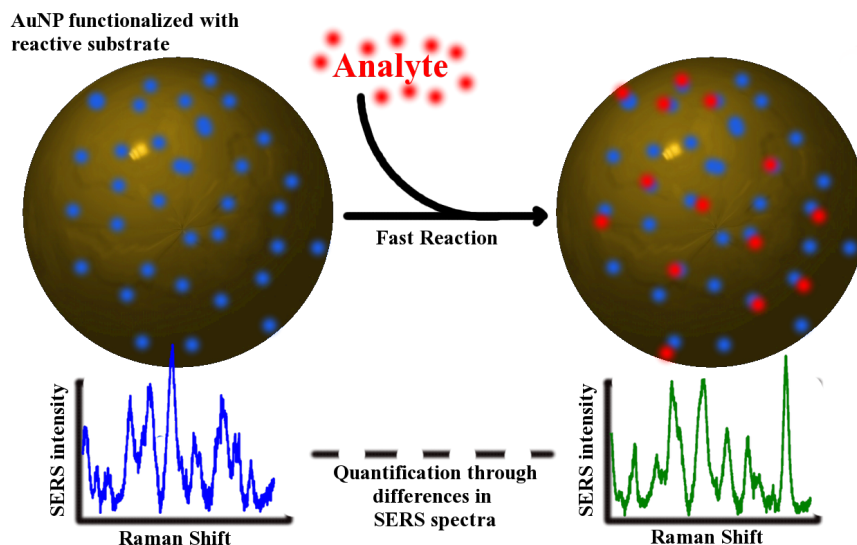 AuNP functionalized with
reactive substrate
Analyte
Fast Reaction
SERS intensity
Raman Shift
Quantification through
differences in
SERS spectra
SERS intensity
Raman Shift